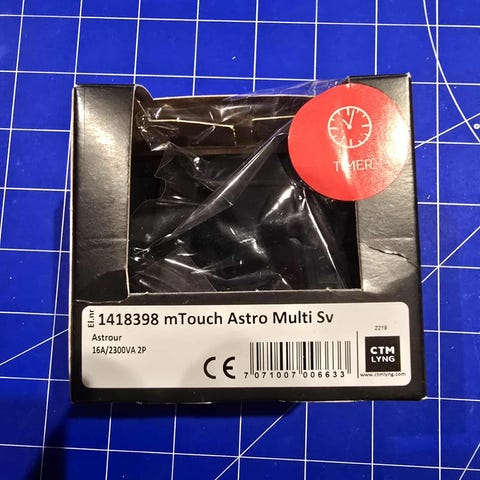 TIMER
El.nr
1418398 mTouch Astro Multi Sv
Astrour
16A/2300VA 2P
2219
CTM
LYNG
www.ctmlyng.com
CE
7 071007 006633